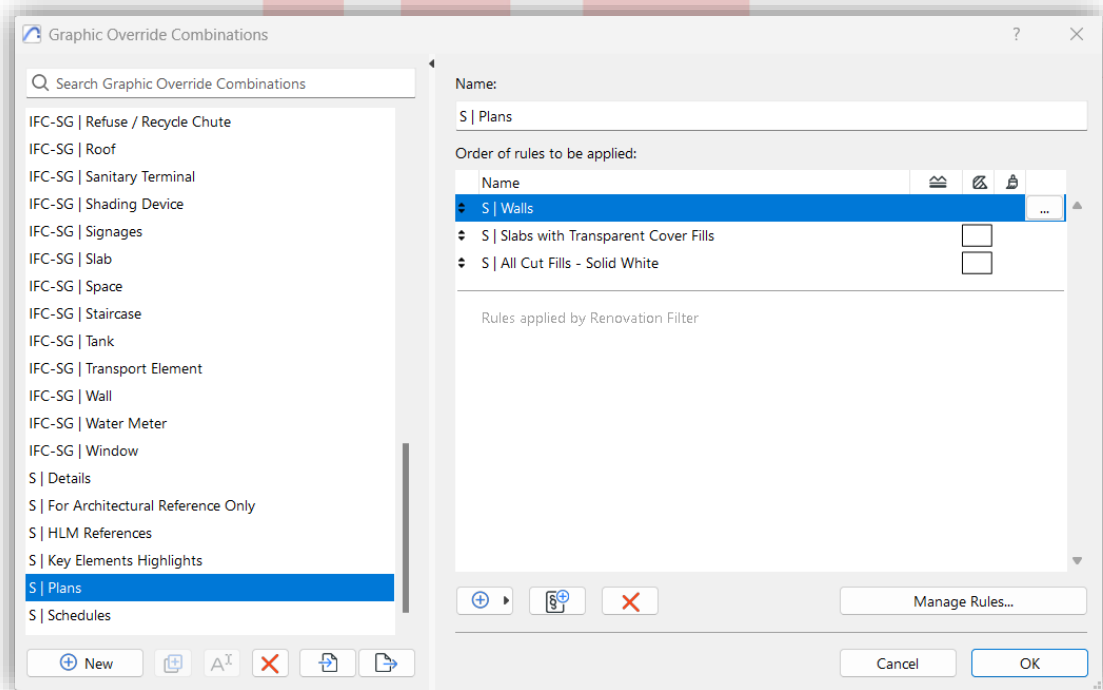 Graphic Override Combinations
?
Search Graphic Override Combinations
IFC-SG | Refuse / Recycle Chute
IFC-SG | Roof
IFC-SG | Sanitary Terminal
IFC-SG | Shading Device
IFC-SG | Signages
IFC-SG | Slab
IFC-SG | Space
IFC-SG | Staircase
IFC-SG | Tank
IFC-SG | Transport Element
IFC-SG | Wall
IFC-SG | Water Meter
IFC-SG | Window
S | Details
S | For Architectural Reference Only
S | HLM References
S | Key Elements Highlights
S | Plans
S | Schedules
New
Name:
S | Plans
Order of rules to be applied:
Name
S | Walls ...
S | Slabs with Transparent Cover Fills
S | All Cut Fills - Solid White
Rules applied by Renovation Filter
Manage Rules...
Cancel OK